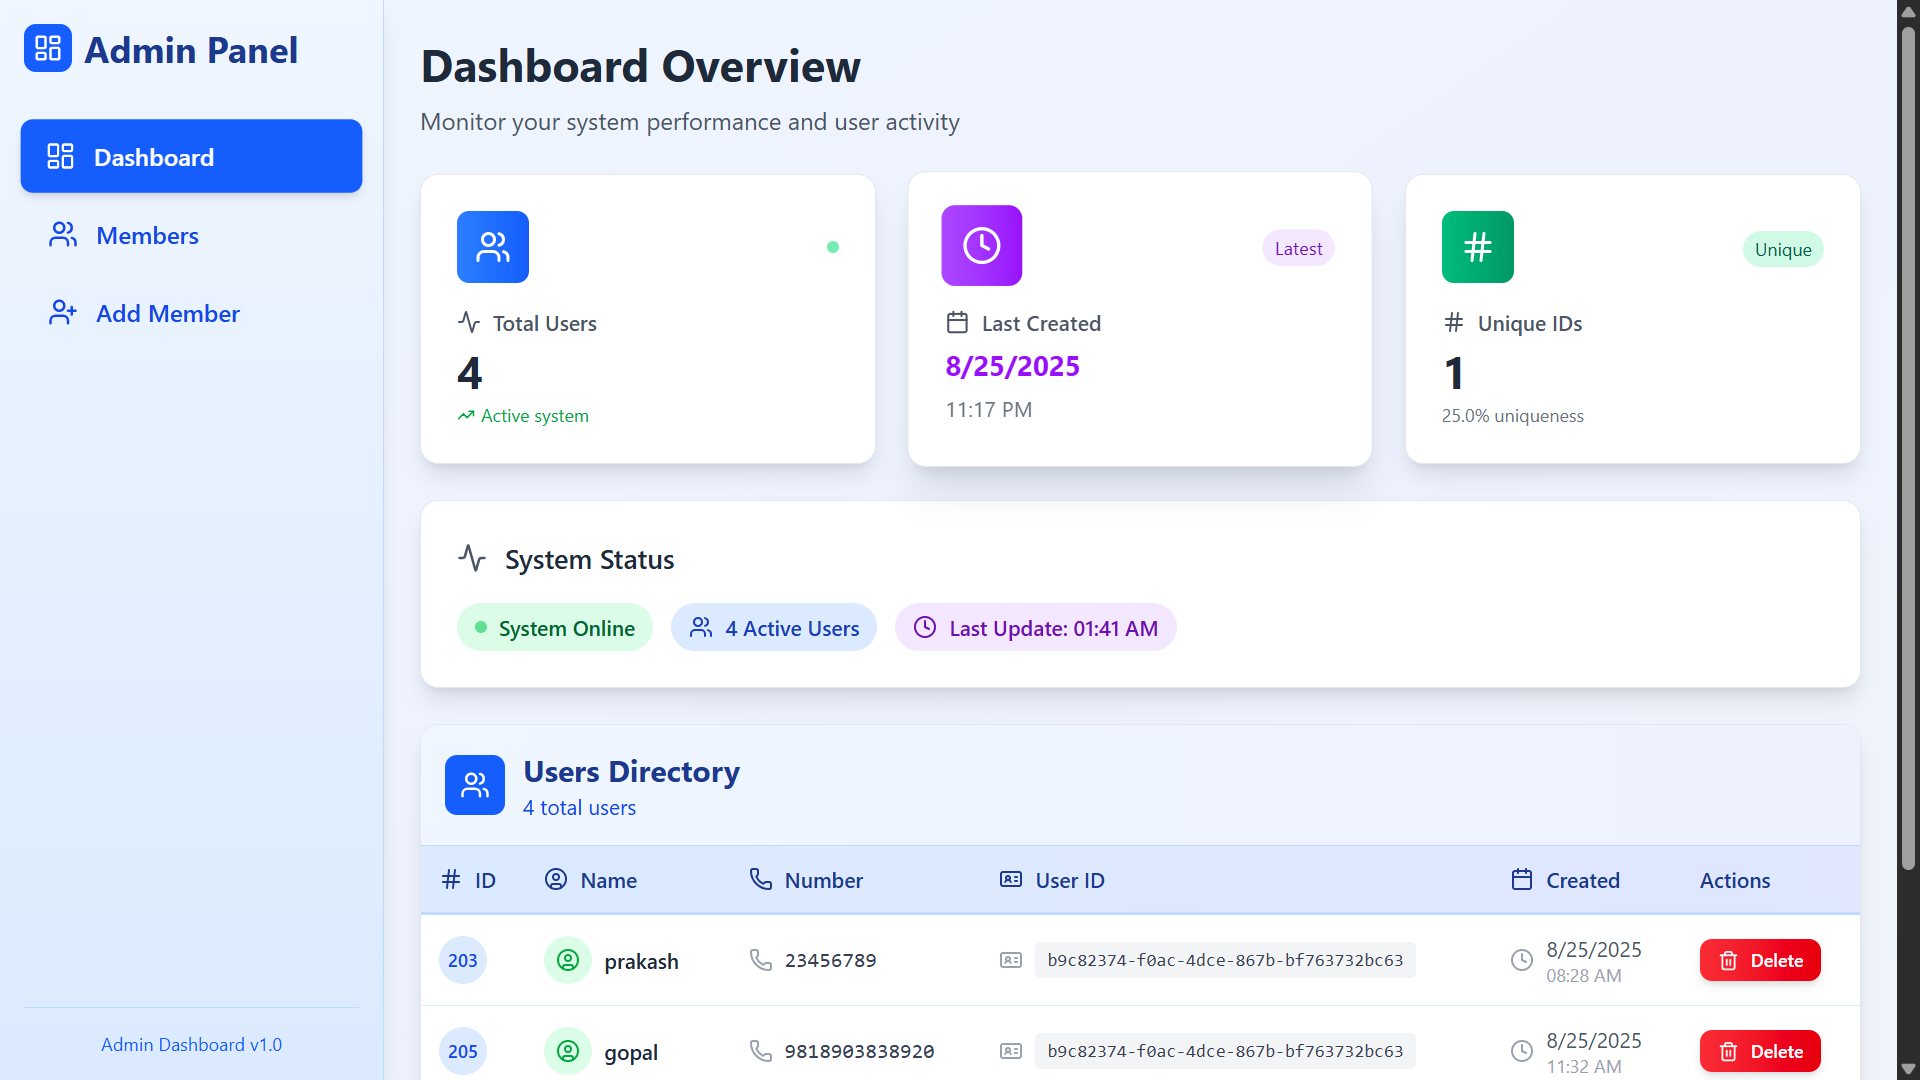 Admin Panel
Dashboard
Members
Add Member
Admin Dashboard v1.0
Dashboard Overview
Monitor your system performance and user activity
Total Users
4
Active system
Latest
Last Created
8/25/2025
11:17 PM
Unique
Unique IDs
1
25.0% uniqueness
System Status
System Online
4 Active Users
Last Update: 01:41 AM
Users Directory
4 total users
ID Name Number User ID Created Actions
203 prakash 23456789 b9c82374-f0ac-4dce-867b-bf763732bc63 8/25/2025 Delete
08:28 AM
205 gopal 9818903838920 b9c82374-f0ac-4dce-867b-bf763732bc63 8/25/2025 Delete
11:32 AM